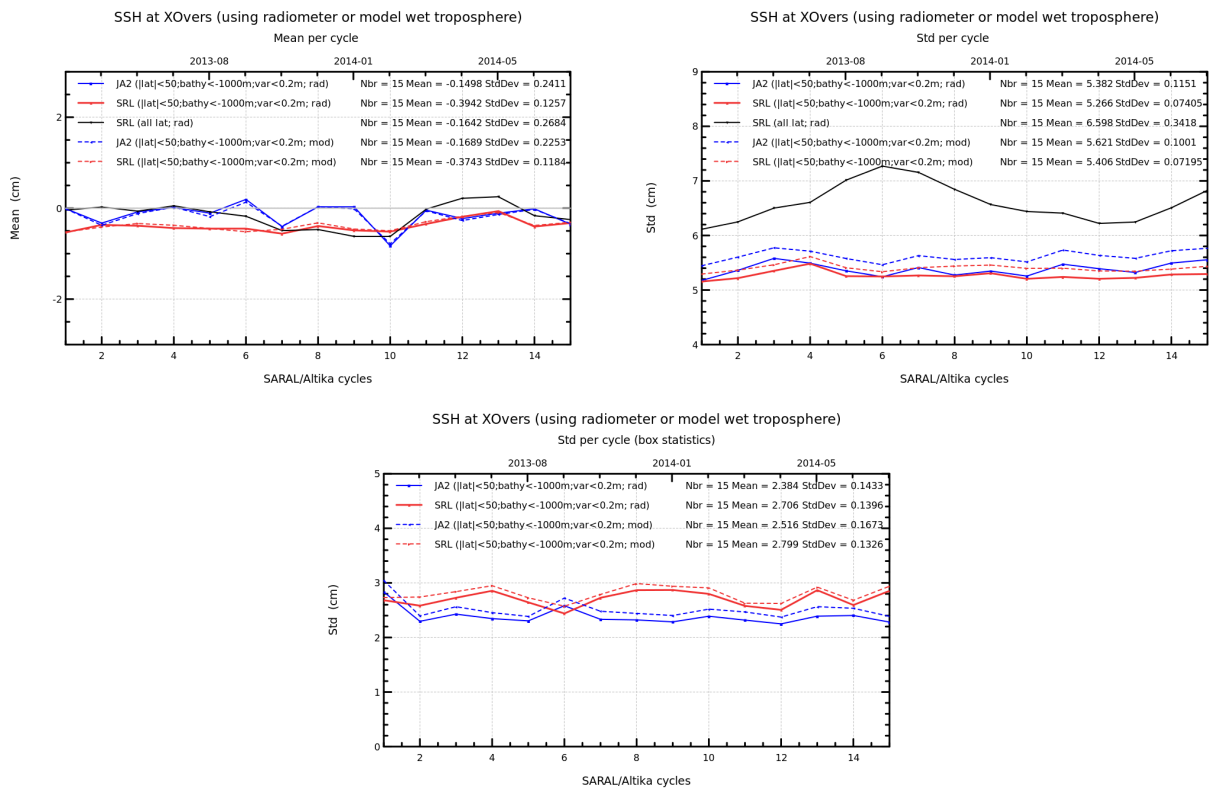 SSH at XOvers (using radiometer or model wet troposphere)
Mean per cycle
2013-08 2014-01 2014-05
JA2 (|lat|<50;bathy<-1000m;var<0.2m; rad) Nbr = 15 Mean = -0.1498 StdDev = 0.2411
SRL (|lat|<50;bathy<-1000m;var<0.2m; rad) Nbr = 15 Mean = -0.3942 StdDev = 0.1257
2
SRL (all lat; rad) Nbr = 15 Mean = -0.1642 StdDev = 0.2684
JA2 (|lat|<50;bathy<-1000m;var<0.2m; mod) Nbr = 15 Mean = -0.1689 StdDev = 0.2253
SRL (|lat|<50;bathy<-1000m;var<0.2m; mod) Nbr = 15 Mean = -0.3743 StdDev = 0.1184
0
Mean (cm)
-2
2 4 6 8 10 12 14
SARAL/Altika cycles
SSH at XOvers (using radiometer or model wet troposphere)
Std per cycle
2013-08 2014-01 2014-05
9
JA2 (|lat|<50;bathy<-1000m;var<0.2m; rad) Nbr = 15 Mean = 5.382 StdDev = 0.1151
SRL (|lat|<50;bathy<-1000m;var<0.2m; rad) Nbr = 15 Mean = 5.266 StdDev = 0.07405
8
SRL (all lat; rad) Nbr = 15 Mean = 6.598 StdDev = 0.3418
JA2 (|lat|<50;bathy<-1000m;var<0.2m; mod) Nbr = 15 Mean = 5.621 StdDev = 0.1001
SRL (|lat|<50;bathy<-1000m;var<0.2m; mod) Nbr = 15 Mean = 5.406 StdDev = 0.07195
7
Std (cm)
6
5
4
2 4 6 8 10 12 14
SARAL/Altika cycles
SSH at XOvers (using radiometer or model wet troposphere)
Std per cycle (box statistics)
2013-08 2014-01 2014-05
5
JA2 (|lat|<50;bathy<-1000m;var<0.2m; rad) Nbr = 15 Mean = 2.384 StdDev = 0.1433
SRL (|lat|<50;bathy<-1000m;var<0.2m; rad) Nbr = 15 Mean = 2.706 StdDev = 0.1396
4
JA2 (|lat|<50;bathy<-1000m;var<0.2m; mod) Nbr = 15 Mean = 2.516 StdDev = 0.1673
SRL (|lat|<50;bathy<-1000m;var<0.2m; mod) Nbr = 15 Mean = 2.799 StdDev = 0.1326
3
Std (cm)
2
1
0
2 4 6 8 10 12 14
SARAL/Altika cycles